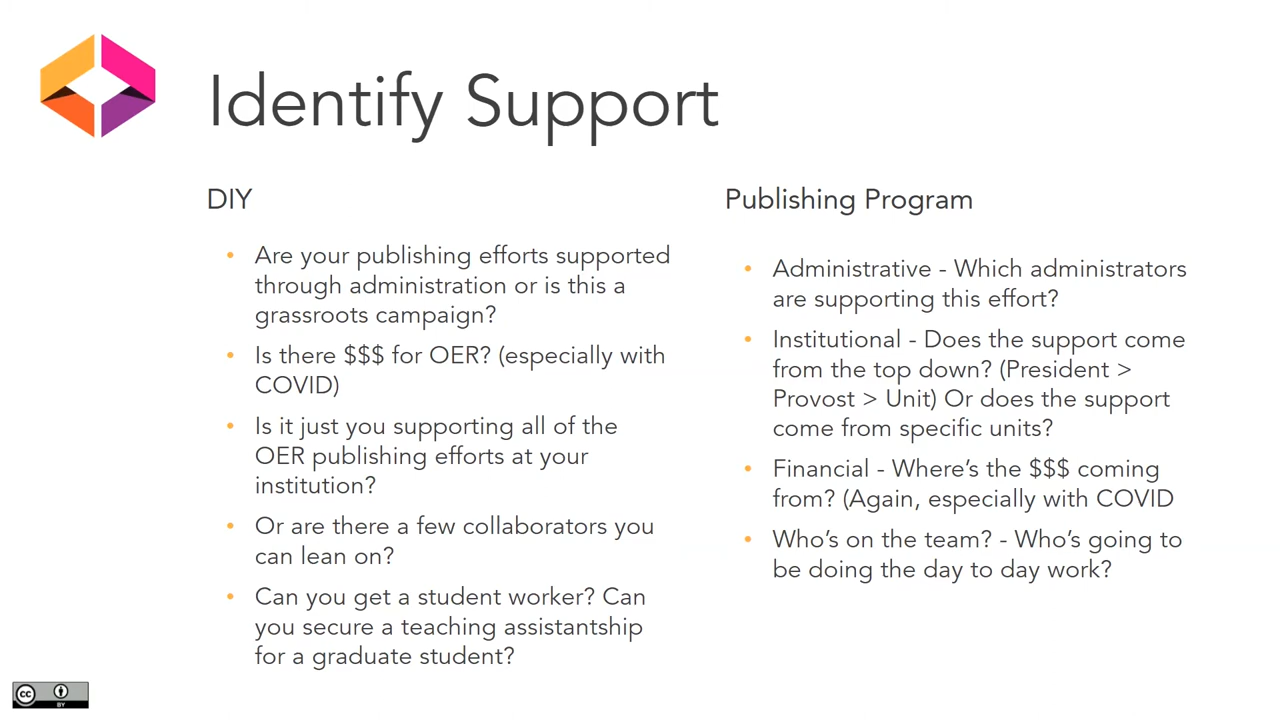 Identify Support
DIY
• Are your publishing efforts supported
through administration or is this a
grassroots campaign?
• Is there $$$ for OER? (especially with
COVID)
• Is it just you supporting all of the
OER publishing efforts at your
institution?
• Or are there a few collaborators you
can lean on?
• Can you get a student worker? Can
you secure a teaching assistantship
for a graduate student?
Publishing Program
• Administrative - Which administrators
are supporting this effort?
• Institutional - Does the support come
from the top down? (President >
Provost > Unit) Or does the support
come from specific units?
• Financial - Where’s the $$$ coming
from? (Again, especially with COVID
• Who’s on the team? - Who’s going to
be doing the day to day work?
cc
BY